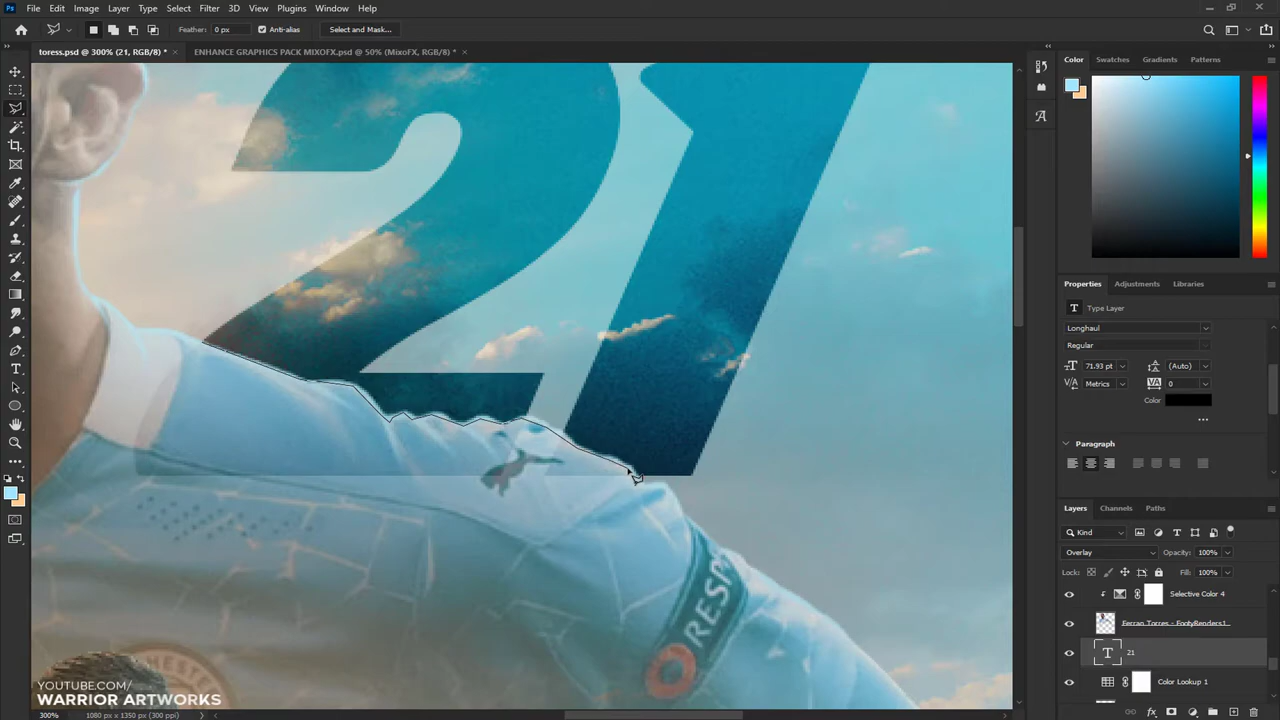 File Edit Image Layer Type Select Filter 3D View Plugins Window Help
Feather: 0 px Anti-alias Select and Mask...
toress.psd @ 300% (21, RGB/8) * × ENHANCE GRAPHICS PACK MIXOFX.psd @ 50% (MixoFX, RGB/8) * ×
Color Swatches Gradients Patterns
21
Properties Adjustments Libraries
Type Layer
Longhaul
Regular
71.93 pt (Auto)
Metrics 0
Color
Paragraph
Layers Channels Paths
Kind
Overlay Opacity: 100%
Lock: Fill: 100%
Selective Color 4
Ferran Torres - FootyRenders1...
21
Color Lookup 1
RESM
CHEST
YOUTUBE.COM/
WARRIOR ARTWORKS
300% 1080 px x 1350 px (300 ppi)